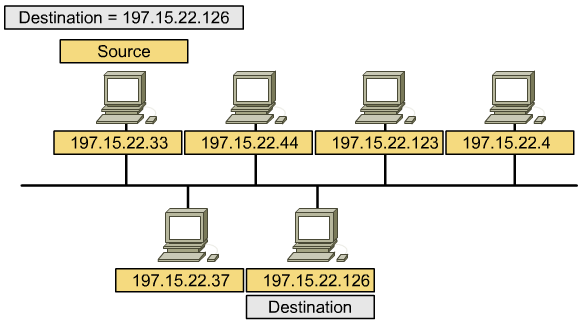 Destination = 197.15.22.126
Source
197.15.22.33
197.15.22.44
197.15.22.123
197.15.22.4
197.15.22.37
197.15.22.126
Destination